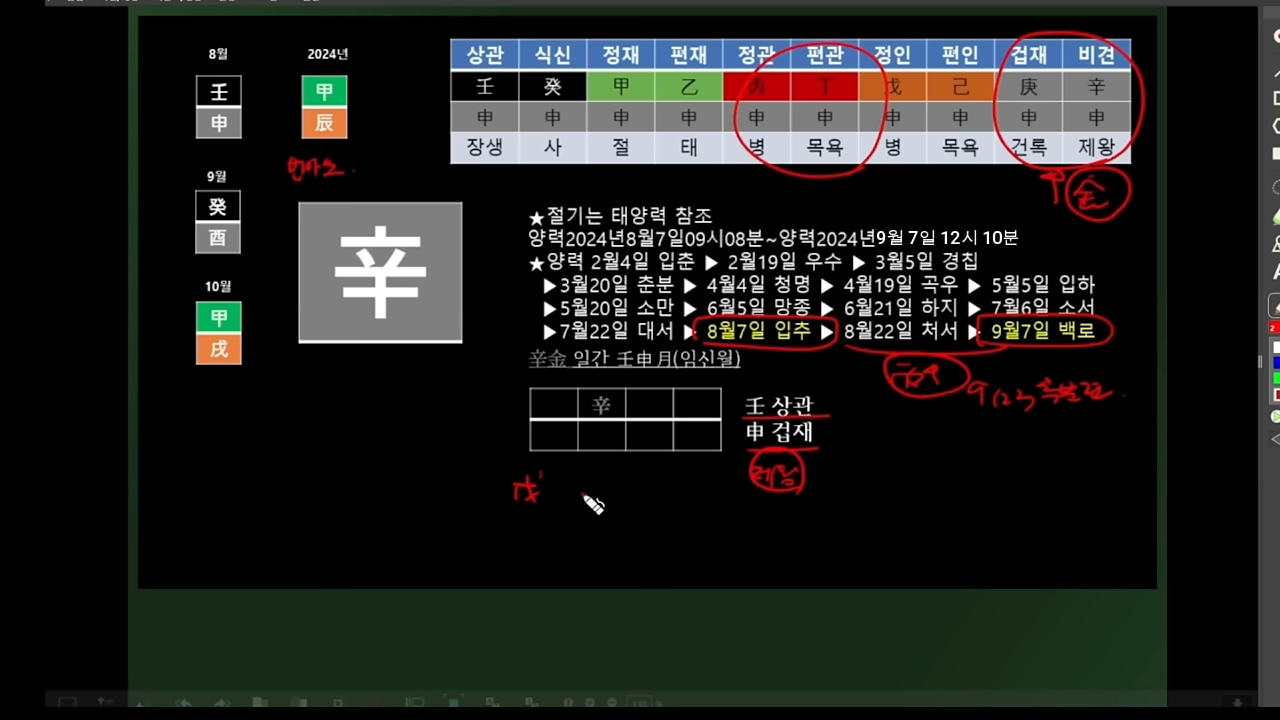 8월
壬
申
9월
癸
酉
10월
甲
戌
2024년
甲
辰
辛
상관 식신 정재 편재 정관 편관 정인 편인 겁재 비견
壬 癸 甲 乙 丙 丁 戊 己 庚 辛
申 申 申 申 申 申 申 申 申 申
장생 사 절 태 병 목욕 병 목욕 건록 제왕
★절기는 태양력 참조
양력2024년8월7일09시08분~양력2024년9월 7일 12시 10분
★양력 2월4일 입춘 ▶ 2월19일 우수 ▶ 3월5일 경칩
▶3월20일 춘분 ▶ 4월4일 청명 ▶ 4월19일 곡우 ▶ 5월5일 입하
▶5월20일 소만 ▶ 6월5일 망종 ▶ 6월21일 하지 ▶ 7월6일 소서
▶7월22일 대서 ▶ 8월7일 입추 ▶ 8월22일 처서 ▶ 9월7일 백로
辛金 일간 壬申月(임신월)
辛
壬 상관
申 겁재
戊